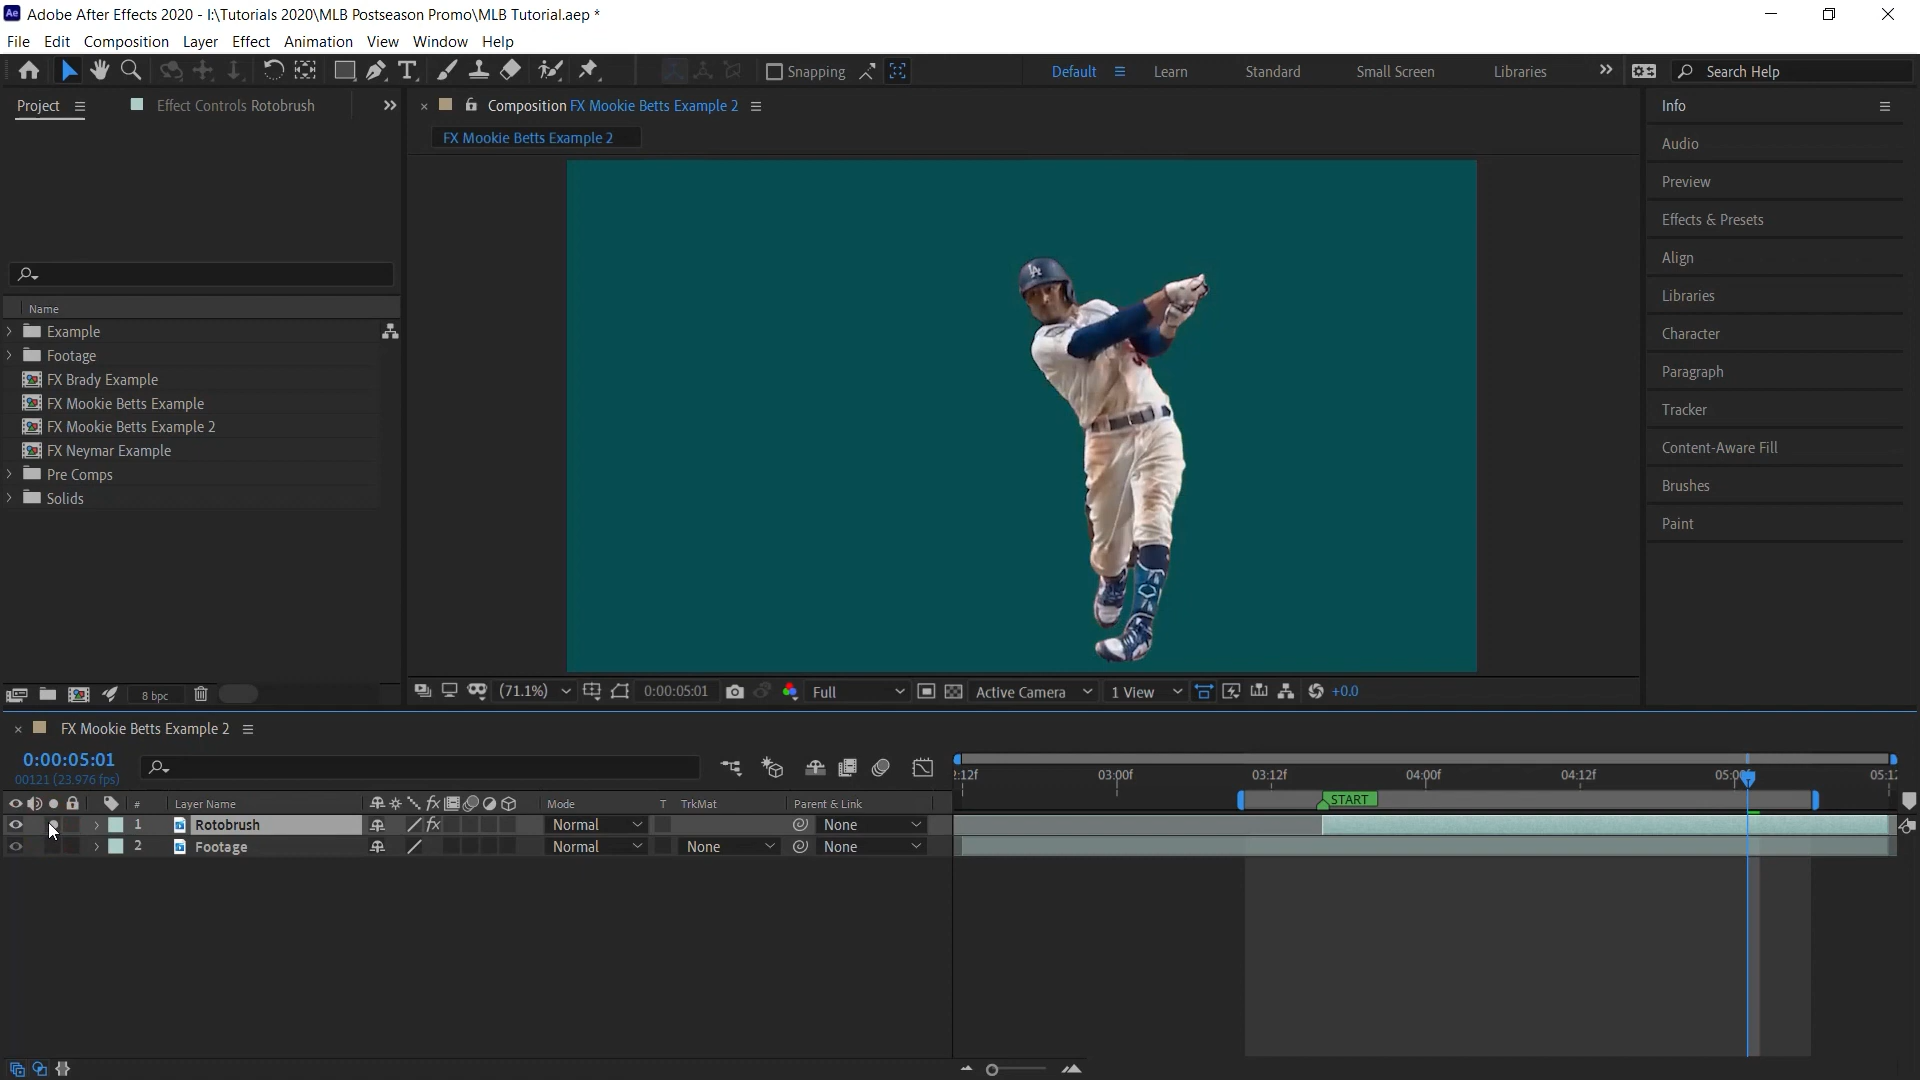 Adobe After Effects 2020 - I:\Tutorials 2020\MLB Postseason Promo\MLB Tutorial.aep *
File Edit Composition Layer Effect Animation View Window Help
Snapping Default Learn Standard Small Screen Libraries Search Help
Project Effect Controls Rotobrush Composition FX Mookie Betts Example 2 Info
FX Mookie Betts Example 2
Audio
Preview
Effects & Presets
Align
Libraries
Character
Paragraph
Tracker
Content-Aware Fill
Brushes
Paint
Name
Example
Footage
FX Brady Example
FX Mookie Betts Example
FX Mookie Betts Example 2
FX Neymar Example
Pre Comps
Solids
LA
8 bpc (71.1%) 0:00:05:01 Full Active Camera 1 View +0.0
FX Mookie Betts Example 2
0:00:05:01
00121 (23.976 fps)
:12f 03:00f 03:12f 04:00f 04:12f 05:00f 05:12
START
# Layer Name Mode T TrkMat Parent & Link
1 Rotobrush Normal None
2 Footage Normal None None